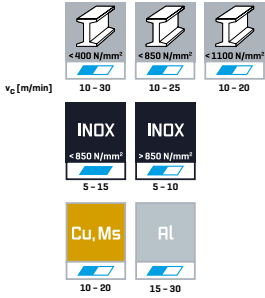 <400 N/mm² <850 N/mm² <1100 N/mm²
vc [m/min] 10 – 30 10 – 25 10 – 20
INOX INOX
<850 N/mm² >850 N/mm²
5 – 15 5 – 10
Cu, Ms Al
10 – 20 15 – 30